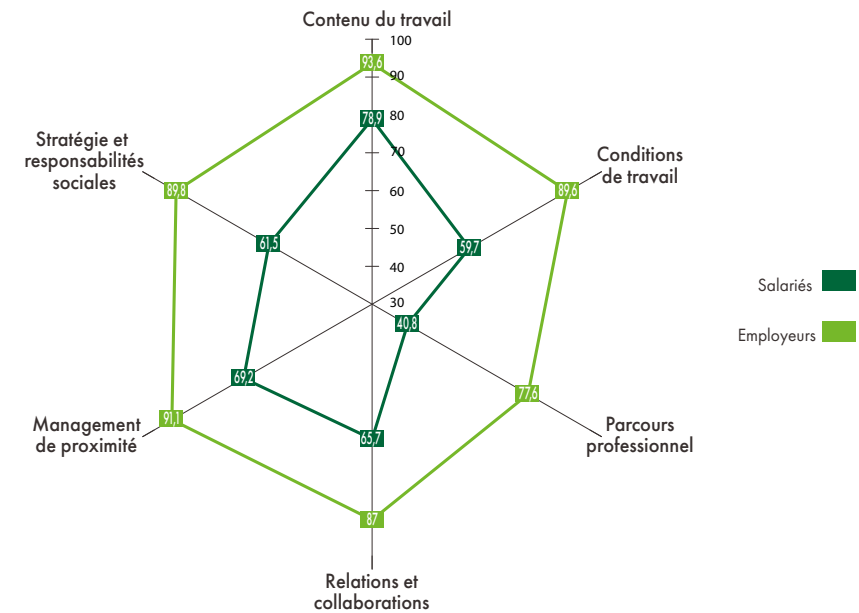 Contenu du travail
100
93,6
90
78,9
80
70
60
50
40
30
Stratégie et
responsabilités
sociales
89,8
61,5
Conditions
de travail
89,6
59,7
40,8
77,6
Parcours
professionnel
69,2
91,1
Management
de proximité
65,7
87
Relations et
collaborations
Salariés
Employeurs